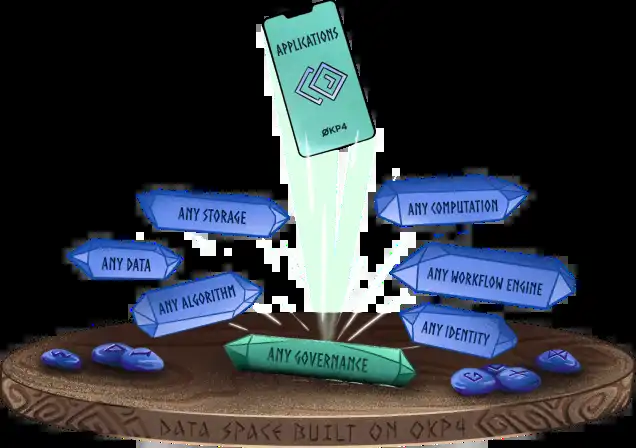 APPLICATIONS
ØKP4
ANY STORAGE
ANY COMPUTATION
ANY DATA
ANY WORKFLOW ENGINE
ANY ALGORITHM
ANY IDENTITY
ANY GOVERNANCE
DATA SPACE BUILT ON OKP4